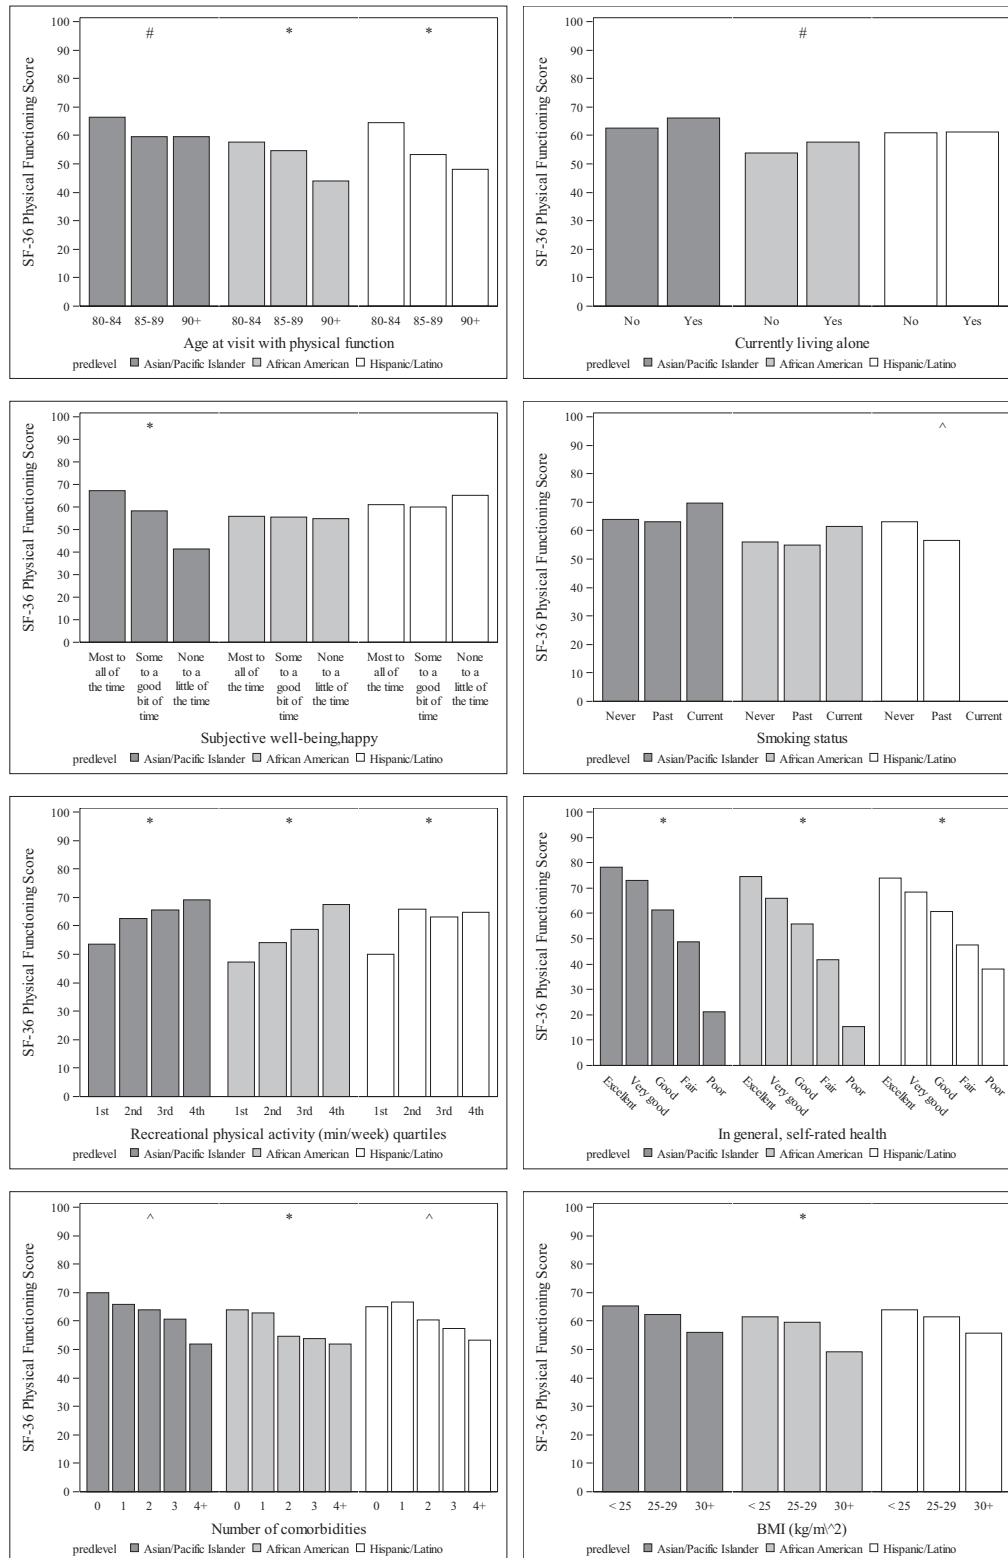 100
90
80
70
60
50
40
30
20
10
0
SF-36 Physical Functioning Score
# * *
80-84 85-89 90+ 80-84 85-89 90+ 80-84 85-89 90+
Age at visit with physical function
predlevel Asian/Pacific Islander African American Hispanic/Latino
100
90
80
70
60
50
40
30
20
10
0
SF-36 Physical Functioning Score
#
No Yes No Yes No Yes
Currently living alone
predlevel Asian/Pacific Islander African American Hispanic/Latino
100
90
80
70
60
50
40
30
20
10
0
SF-36 Physical Functioning Score
*
Most to Some None Most to Some None Most to Some None
all of to a to a all of to a to a all of to a to a
the time good little of the time good little of the time good little of
bit of the time bit of the time bit of the time
time time time
Subjective well-being,happy
predlevel Asian/Pacific Islander African American Hispanic/Latino
100
90
80
70
60
50
40
30
20
10
0
SF-36 Physical Functioning Score
^
Never Past Current Never Past Current Never Past Current
Smoking status
predlevel Asian/Pacific Islander African American Hispanic/Latino
100
90
80
70
60
50
40
30
20
10
0
SF-36 Physical Functioning Score
* * *
1st 2nd 3rd 4th 1st 2nd 3rd 4th 1st 2nd 3rd 4th
Recreational physical activity (min/week) quartiles
predlevel Asian/Pacific Islander African American Hispanic/Latino
100
90
80
70
60
50
40
30
20
10
0
SF-36 Physical Functioning Score
* * *
Excellent Very good Good Fair Poor Excellent Very good Good Fair Poor Excellent Very good Good Fair Poor
In general, self-rated health
predlevel Asian/Pacific Islander African American Hispanic/Latino
100
90
80
70
60
50
40
30
20
10
0
SF-36 Physical Functioning Score
^ * ^
0 1 2 3 4+ 0 1 2 3 4+ 0 1 2 3 4+
Number of comorbidities
predlevel Asian/Pacific Islander African American Hispanic/Latino
100
90
80
70
60
50
40
30
20
10
0
SF-36 Physical Functioning Score
*
< 25 25-29 30+ < 25 25-29 30+ < 25 25-29 30+
BMI (kg/m\^2)
predlevel Asian/Pacific Islander African American Hispanic/Latino